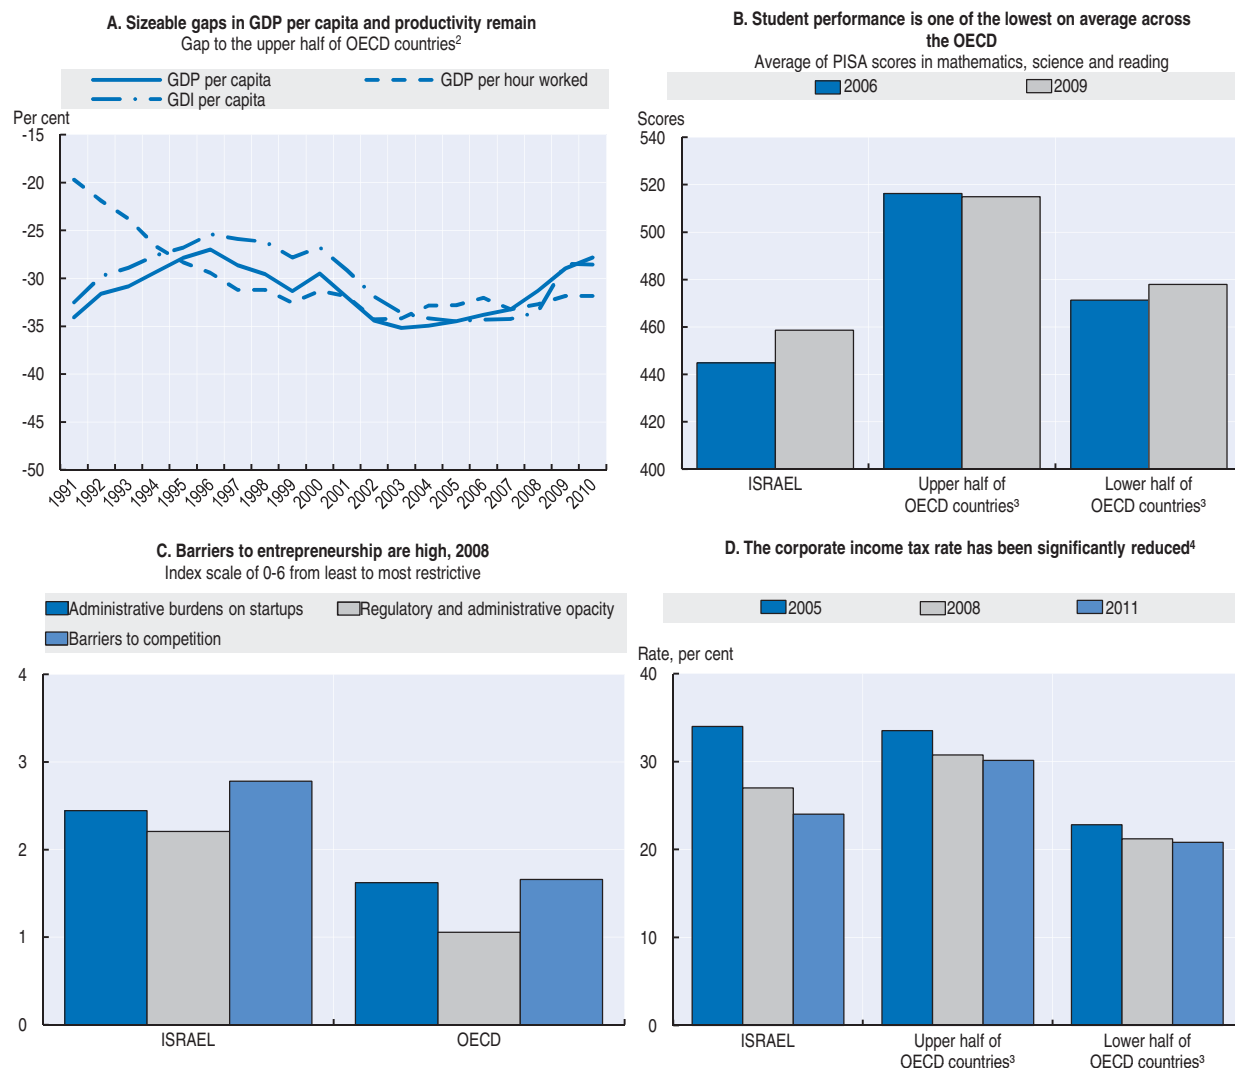 A. Sizeable gaps in GDP per capita and productivity remain
Gap to the upper half of OECD countries²
GDP per capita
GDP per hour worked
GDI per capita
Per cent
-15
-20
-25
-30
-35
-40
-45
-50
1991 1992 1993 1994 1995 1996 1997 1998 1999 2000 2001 2002 2003 2004 2005 2006 2007 2008 2009 2010
B. Student performance is one of the lowest on average across
the OECD
Average of PISA scores in mathematics, science and reading
2006
2009
Scores
540
520
500
480
460
440
420
400
ISRAEL
Upper half of
OECD countries³
Lower half of
OECD countries³
C. Barriers to entrepreneurship are high, 2008
Index scale of 0-6 from least to most restrictive
Administrative burdens on startups
Regulatory and administrative opacity
Barriers to competition
4
3
2
1
0
ISRAEL
OECD
D. The corporate income tax rate has been significantly reduced⁴
2005
2008
2011
Rate, per cent
40
30
20
10
0
ISRAEL
Upper half of
OECD countries³
Lower half of
OECD countries³